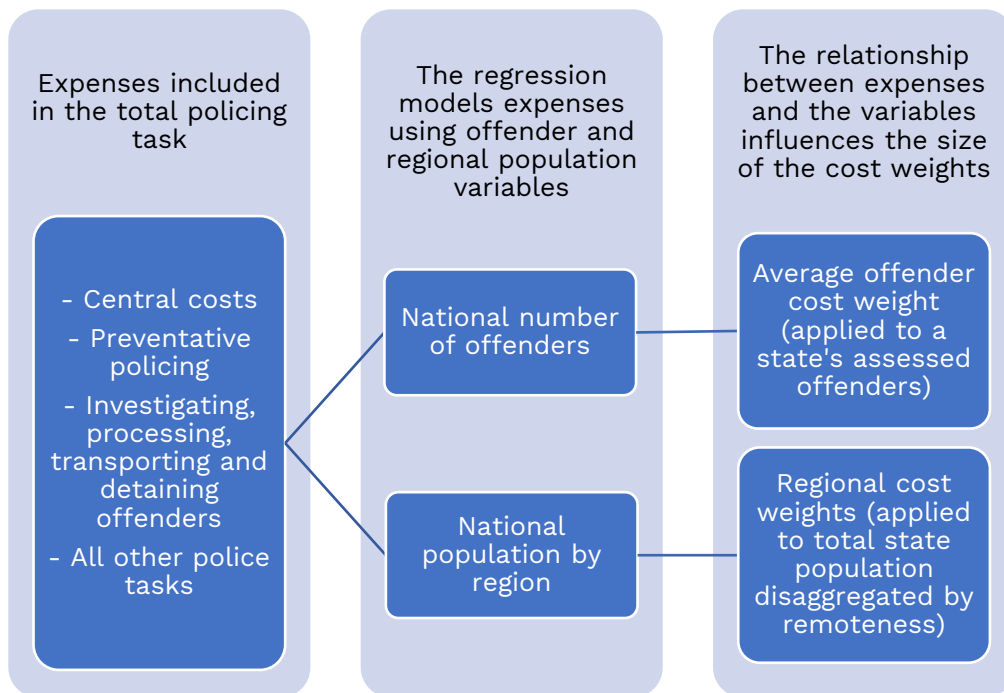 Expenses included
in the total policing
task
- Central costs
- Preventative
policing
- Investigating,
processing,
transporting and
detaining
offenders
- All other police
tasks
The regression
models expenses
using offender and
regional population
variables
National number
of offenders
National
population by
region
The relationship
between expenses
and the variables
influences the size
of the cost weights
Average offender
cost weight
(applied to a
state's assessed
offenders)
Regional cost
weights (applied
to total state
population
disaggregated by
remoteness)